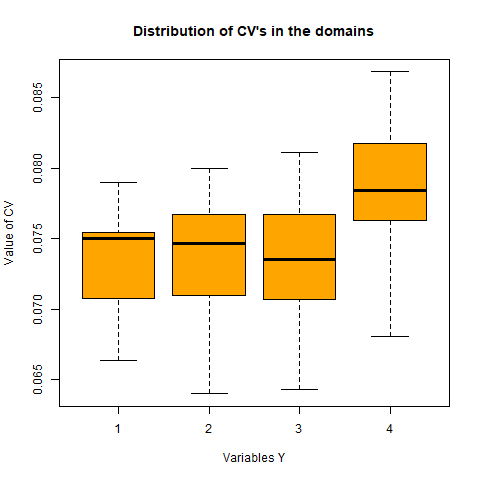 Distribution of CV's in the domains
Value of CV
0.085
0.080
0.075
0.070
0.065
1 2 3 4
Variables Y